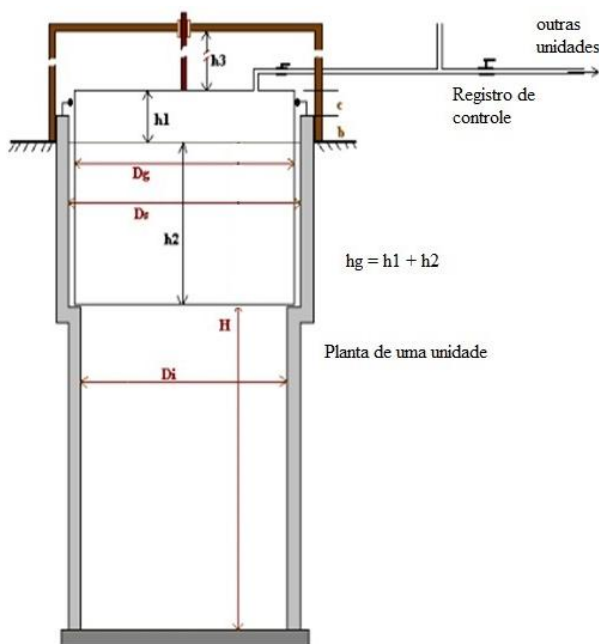 outras
unidades
h3
Registro de
controle
c
h1
b
Dg
Ds
h2
hg = h1 + h2
H
Planta de uma unidade
Di